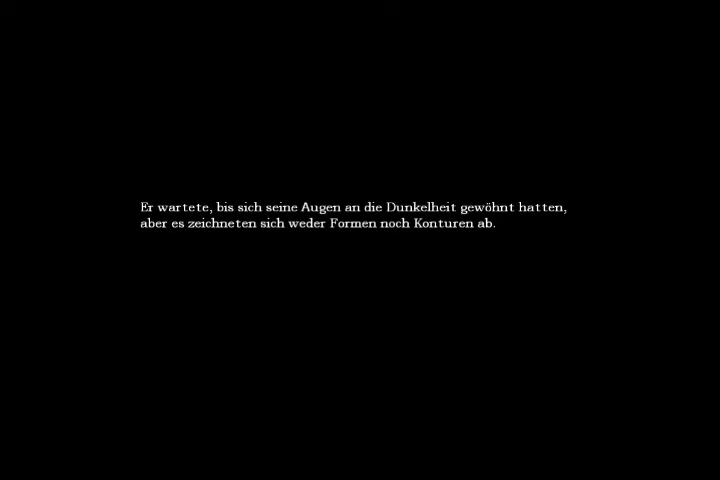 Er wartete, bis sich seine Augen an die Dunkelheit gewöhnt hatten,
aber es zeichneten sich weder Formen noch Konturen ab.